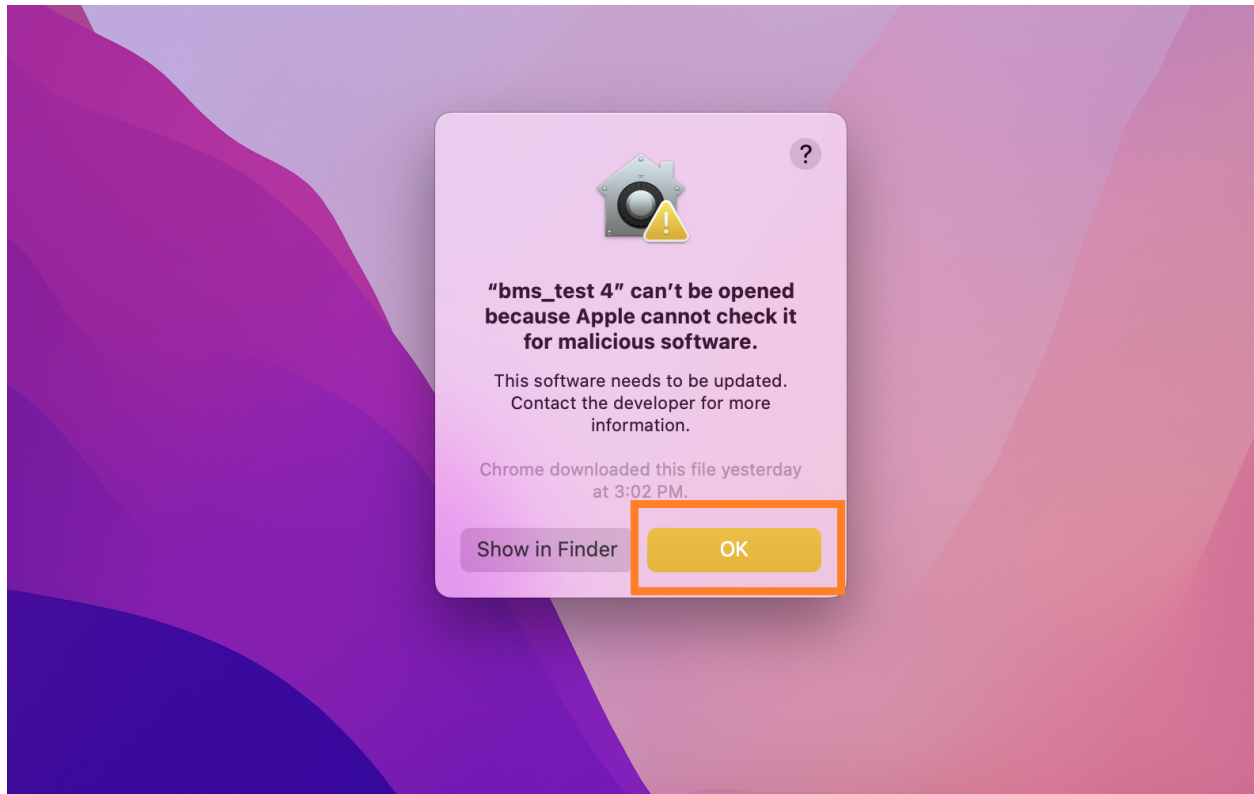 ?
“bms_test 4” can’t be opened
because Apple cannot check it
for malicious software.
This software needs to be updated.
Contact the developer for more
information.
Chrome downloaded this file yesterday
at 3:02 PM.
Show in Finder
OK